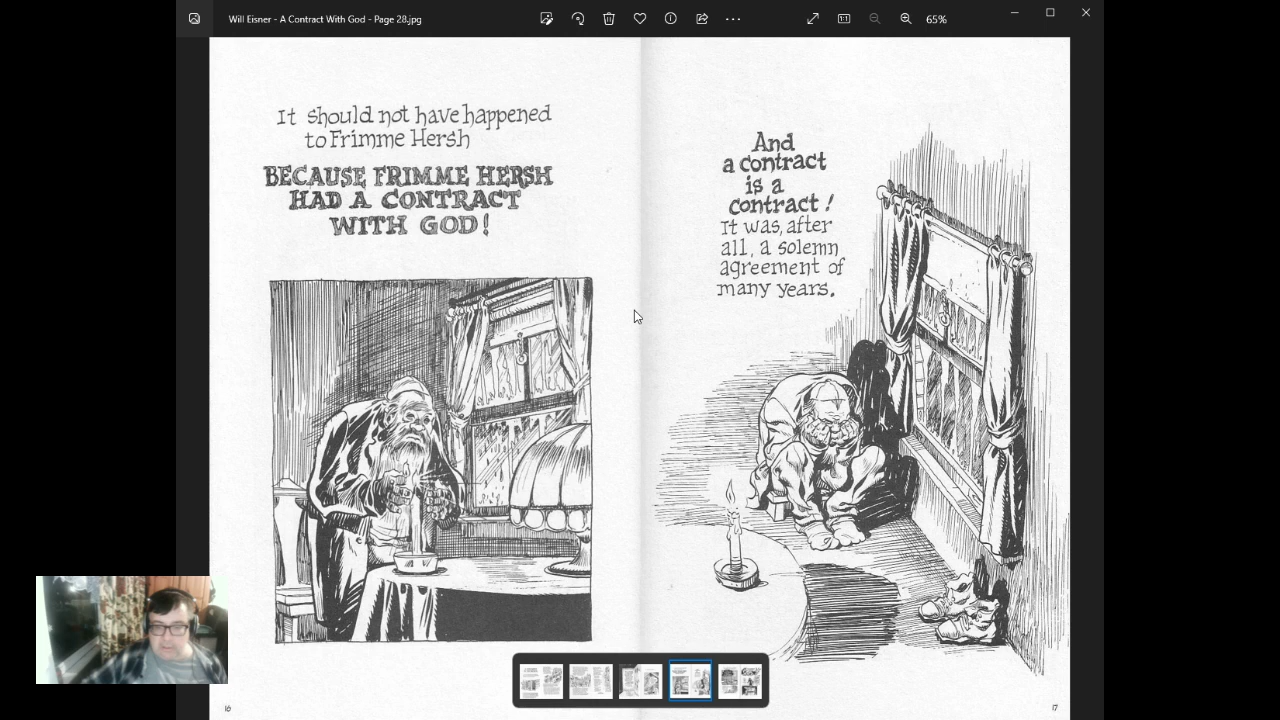 Will Eisner - A Contract With God - Page 28.jpg
65%
It should not have happened
to Frimme Hersh
BECAUSE FRIMME HERSH
HAD A CONTRACT
WITH GOD!
And
a contract
is a
contract!
It was, after
all, a solemn
agreement of
many years.
16
17